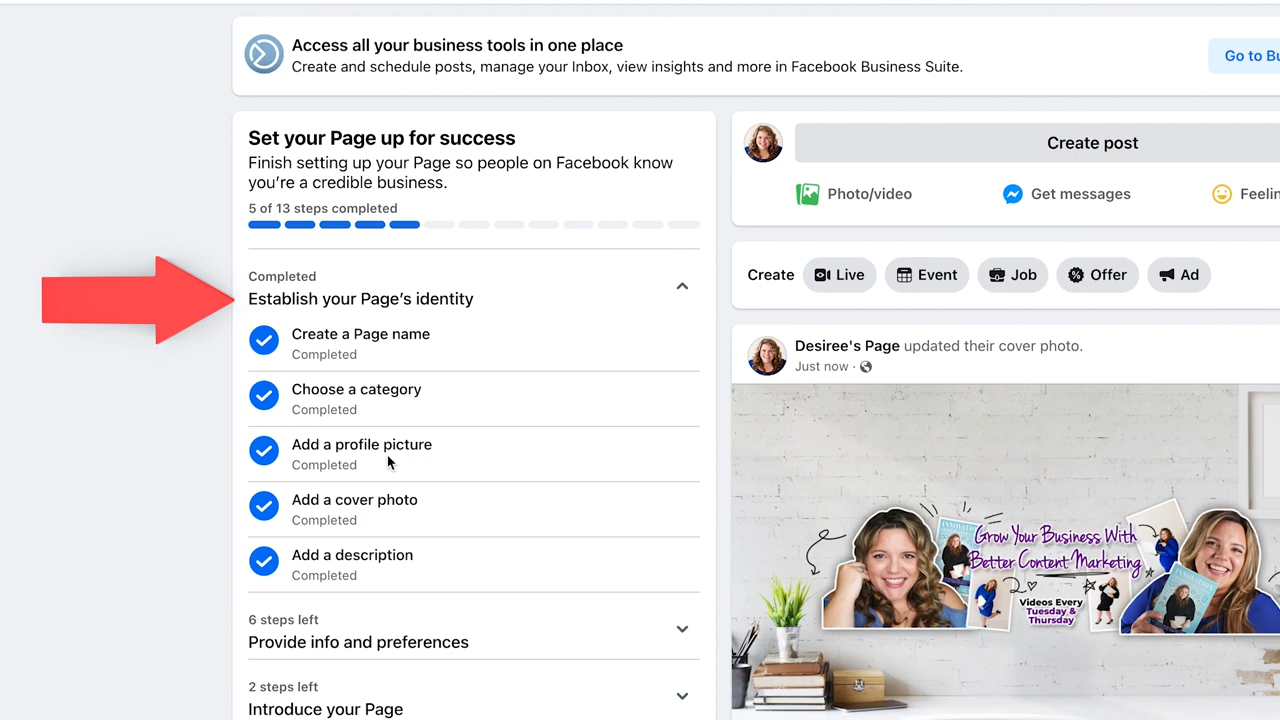 Access all your business tools in one place
Create and schedule posts, manage your Inbox, view insights and more in Facebook Business Suite.
Go to
Set your Page up for success
Finish setting up your Page so people on Facebook know
you're a credible business.
5 of 13 steps completed
Completed
Establish your Page's identity
Create a Page name
Completed
Choose a category
Completed
Add a profile picture
Completed
Add a cover photo
Completed
Add a description
Completed
6 steps left
Provide info and preferences
2 steps left
Introduce your Page
Create post
Photo/video
Get messages
Create
Live
Event
Job
Offer
Ad
Desiree's Page updated their cover photo.
Just now
INNOVATION
Grow Your Business With
Better Content Marketing
Videos Every
Tuesday &
Thursday
INNOVATION